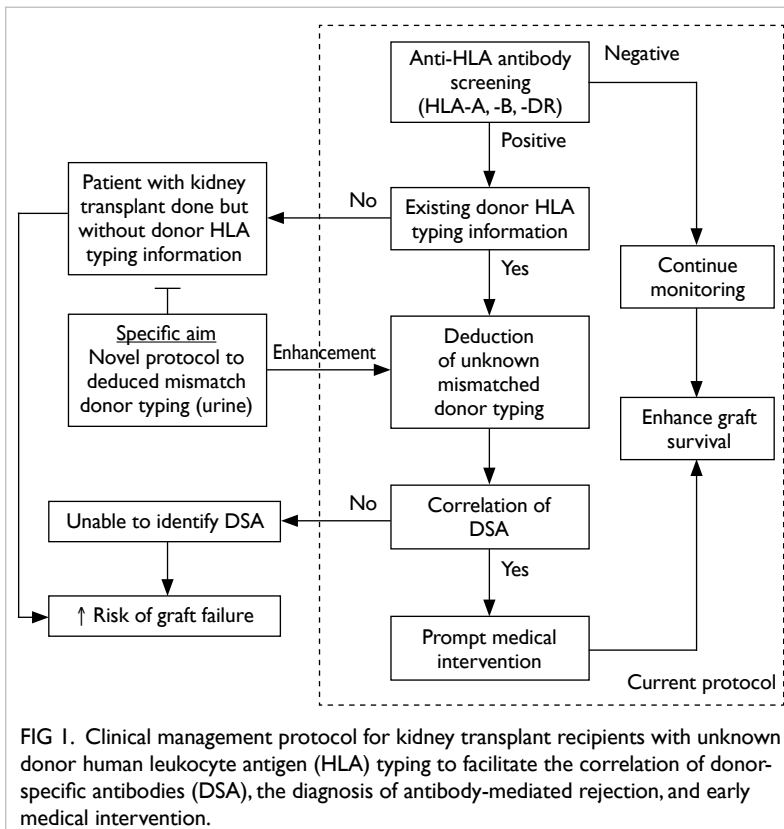 Anti-HLA antibody
screening
(HLA-A, -B, -DR)
Negative
Positive
Patient with kidney
transplant done but
without donor HLA
typing information
No
Existing donor HLA
typing information
Yes
Continue
monitoring
Specific aim
Novel protocol to
deduced mismatch
donor typing (urine)
Enhancement
Deduction
of unknown
mismatched
donor typing
Enhance graft
survival
Unable to identify DSA
No
Correlation of
DSA
Yes
↑ Risk of graft failure
Prompt medical
intervention
Current protocol
FIG 1. Clinical management protocol for kidney transplant recipients with unknown
donor human leukocyte antigen (HLA) typing to facilitate the correlation of donor-
specific antibodies (DSA), the diagnosis of antibody-mediated rejection, and early
medical intervention.